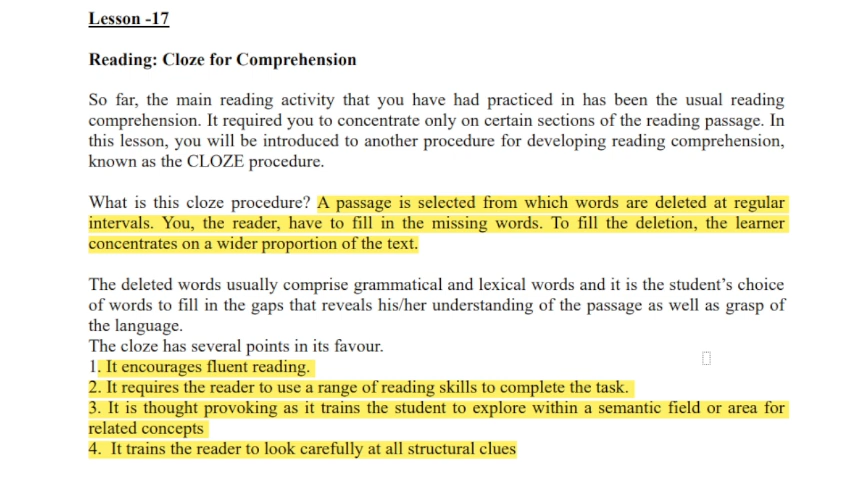 Lesson -17
Reading: Cloze for Comprehension
So far, the main reading activity that you have had practiced in has been the usual reading
comprehension. It required you to concentrate only on certain sections of the reading passage. In
this lesson, you will be introduced to another procedure for developing reading comprehension,
known as the CLOZE procedure.
What is this cloze procedure? A passage is selected from which words are deleted at regular
intervals. You, the reader, have to fill in the missing words. To fill the deletion, the learner
concentrates on a wider proportion of the text.
The deleted words usually comprise grammatical and lexical words and it is the student’s choice
of words to fill in the gaps that reveals his/her understanding of the passage as well as grasp of
the language.
The cloze has several points in its favour.
1. It encourages fluent reading.
2. It requires the reader to use a range of reading skills to complete the task.
3. It is thought provoking as it trains the student to explore within a semantic field or area for
related concepts
4. It trains the reader to look carefully at all structural clues